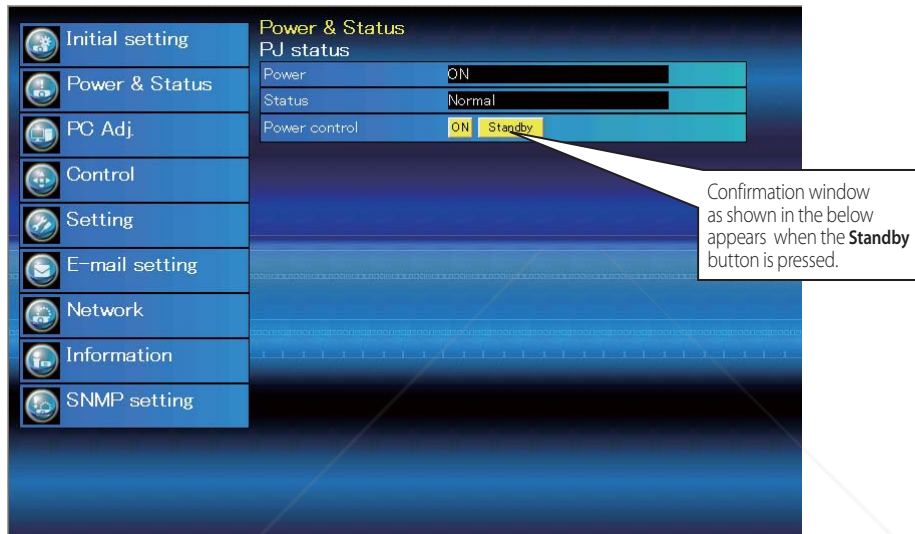 Initial setting
Power & Status
PC Adj.
Control
Setting
E-mail setting
Network
Information
SNMP setting
Power & Status
PJ status
Power ON
Status Normal
Power control ON Standby
Confirmation window
as shown in the below
appears when the Standby
button is pressed.